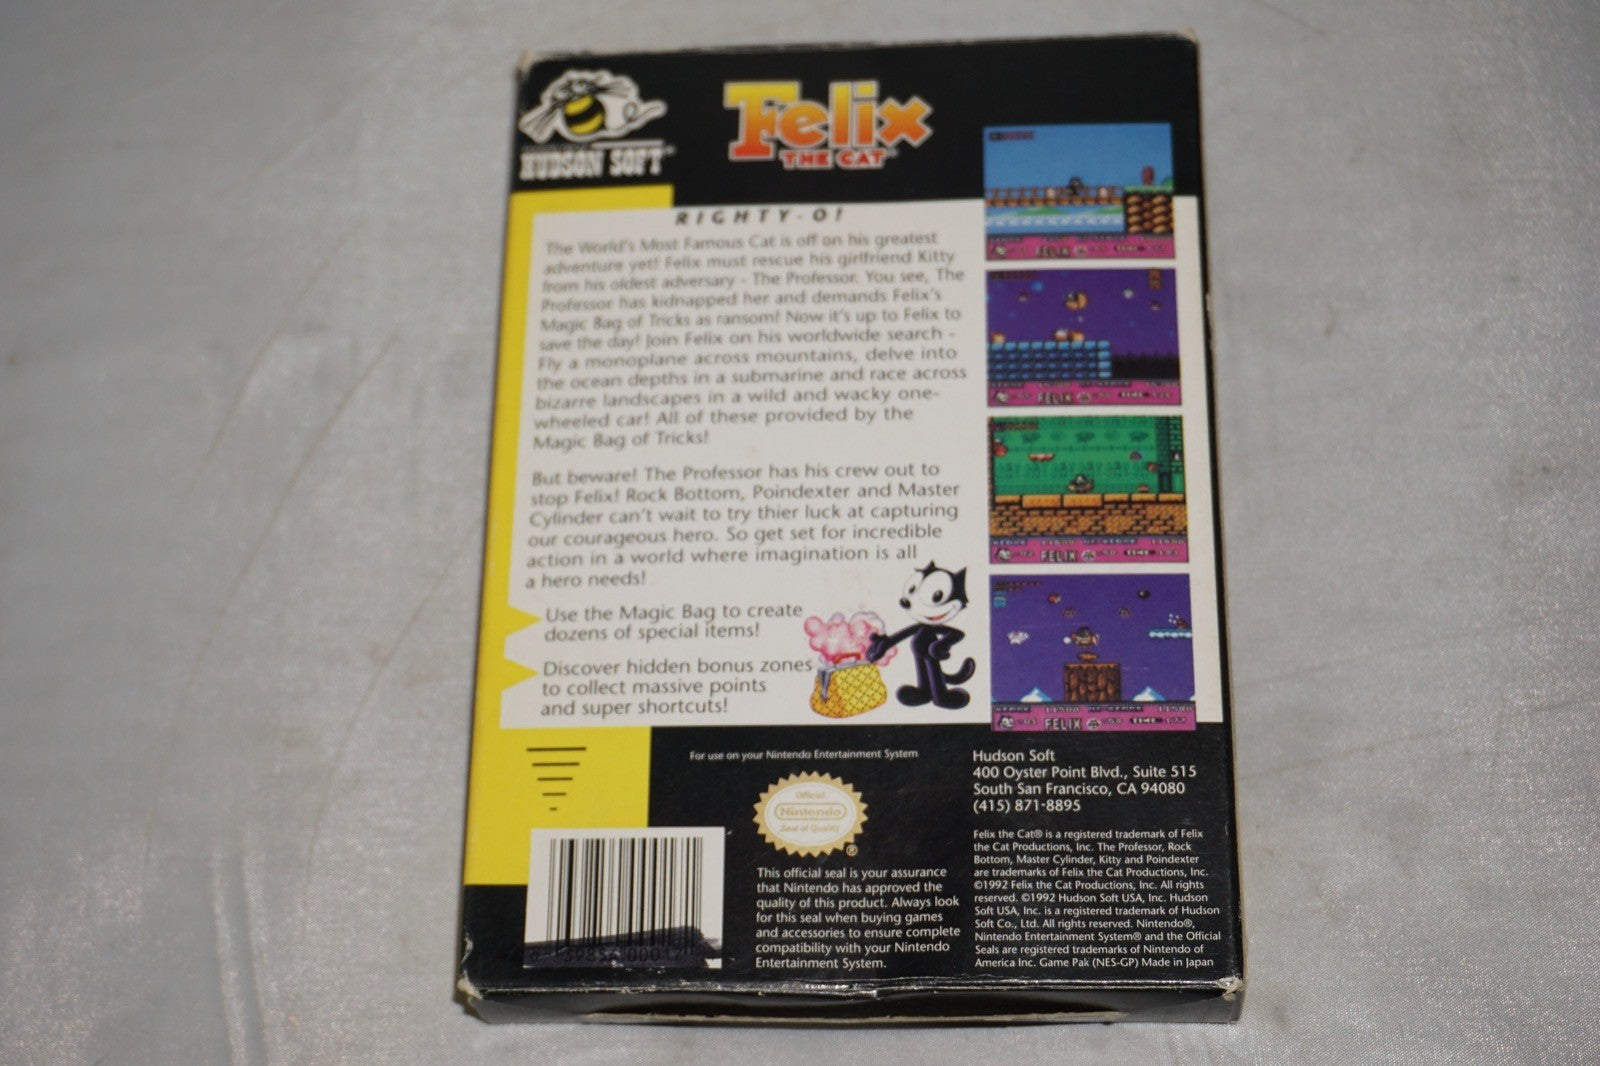 HUDSON SOFT®
Felix
THE CAT™
RIGHTY-O!
The World's Most Famous Cat is off on his greatest
adventure yet! Felix must rescue his girlfriend Kitty
from his oldest adversary - The Professor. You see, The
Professor has kidnapped her and demands Felix's
Magic Bag of Tricks as ransom! Now it's up to Felix to
save the day! Join Felix on his worldwide search -
Fly a monoplane across mountains, delve into
the ocean depths in a submarine and race across
bizarre landscapes in a wild and wacky one-
wheeled car! All of these provided by the
Magic Bag of Tricks!
But beware! The Professor has his crew out to
stop Felix! Rock Bottom, Poindexter and Master
Cylinder can't wait to try thier luck at capturing
our courageous hero. So get set for incredible
action in a world where imagination is all
a hero needs!
Use the Magic Bag to create
dozens of special items!
Discover hidden bonus zones
to collect massive points
and super shortcuts!
FELIX
FELIX
FELIX
FELIX
For use on your Nintendo Entertainment System
Official
Nintendo
Seal of Quality
®
This official seal is your assurance
that Nintendo has approved the
quality of this product. Always look
for this seal when buying games
and accessories to ensure complete
compatibility with your Nintendo
Entertainment System.
Hudson Soft
400 Oyster Point Blvd., Suite 515
South San Francisco, CA 94080
(415) 871-8895
Felix the Cat® is a registered trademark of Felix
the Cat Productions, Inc. The Professor, Rock
Bottom, Master Cylinder, Kitty and Poindexter
are trademarks of Felix the Cat Productions, Inc.
©1992 Felix the Cat Productions, Inc. All rights
reserved. ©1992 Hudson Soft USA, Inc. Hudson
Soft USA, Inc. is a registered trademark of Hudson
Soft Co., Ltd. All rights reserved. Nintendo®,
Nintendo Entertainment System® and the Official
Seals are registered trademarks of Nintendo of
America Inc. Game Pak (NES-GP) Made in Japan